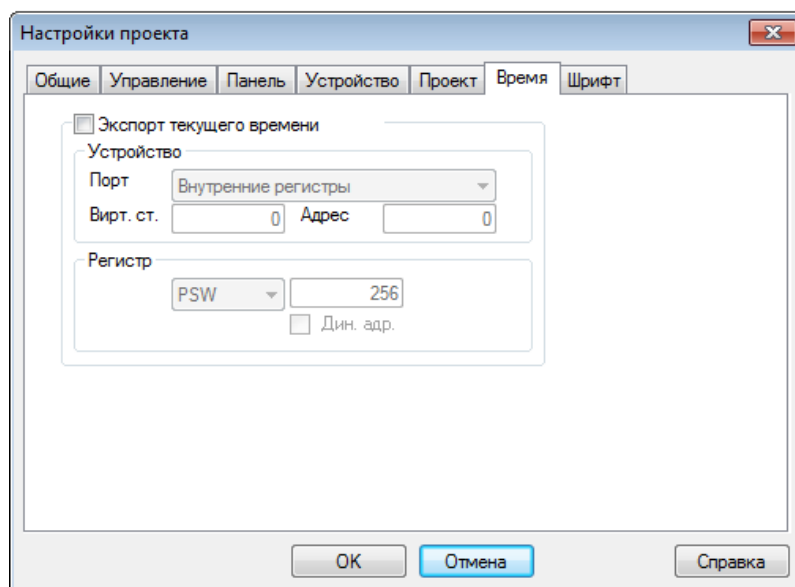 Настройки проекта
Общие Управление Панель Устройство Проект Время Шрифт
Экспорт текущего времени
Устройство
Порт Внутренние регистры
Вирт. ст. 0 Адрес 0
Регистр
PSW 256
Дин. адр.
OK Отмена Справка